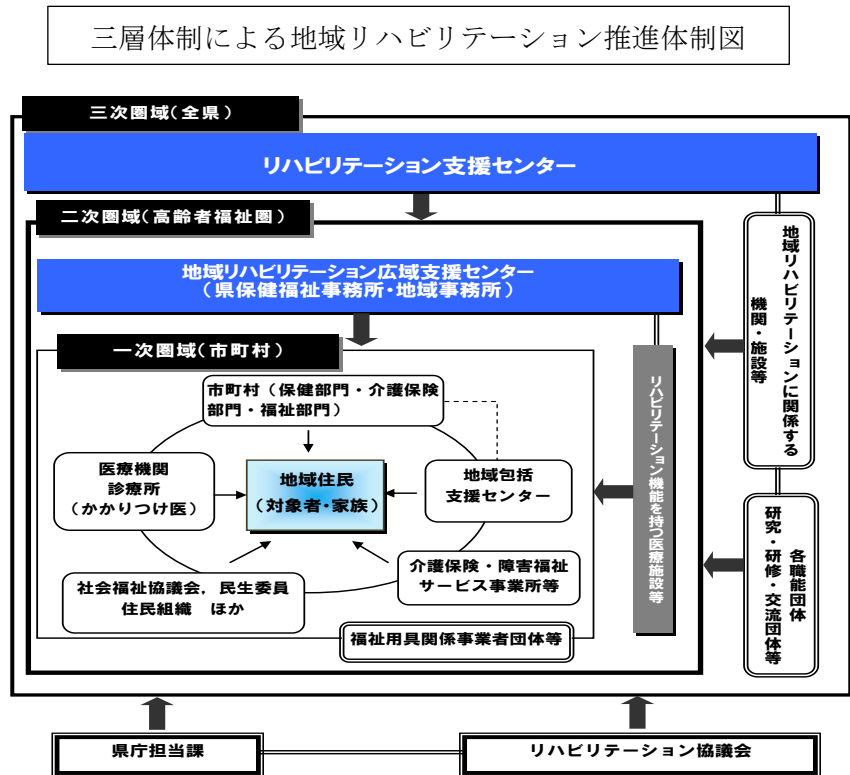 三層体制による地域リハビリテーション推進体制図
三次圏域(全県)
リハビリテーション支援センター
二次圏域(高齢者福祉圏)
地域リハビリテーション広域支援センター
(県保健福祉事務所・地域事務所)
一次圏域(市町村)
市町村(保健部門・介護保険
部門・福祉部門)
医療機関
診療所
(かかりつけ医)
地域住民
(対象者・家族)
地域包括
支援センター
社会福祉協議会,民生委員
住民組織 ほか
介護保険・障害福祉
サービス事業所等
福祉用具関係事業者団体等
リハビリテーション機能を持つ医療施設等
地域リハビリテーションに関係する
機関・施設等
各職能団体
研究・研修・交流団体等
県庁担当課
リハビリテーション協議会